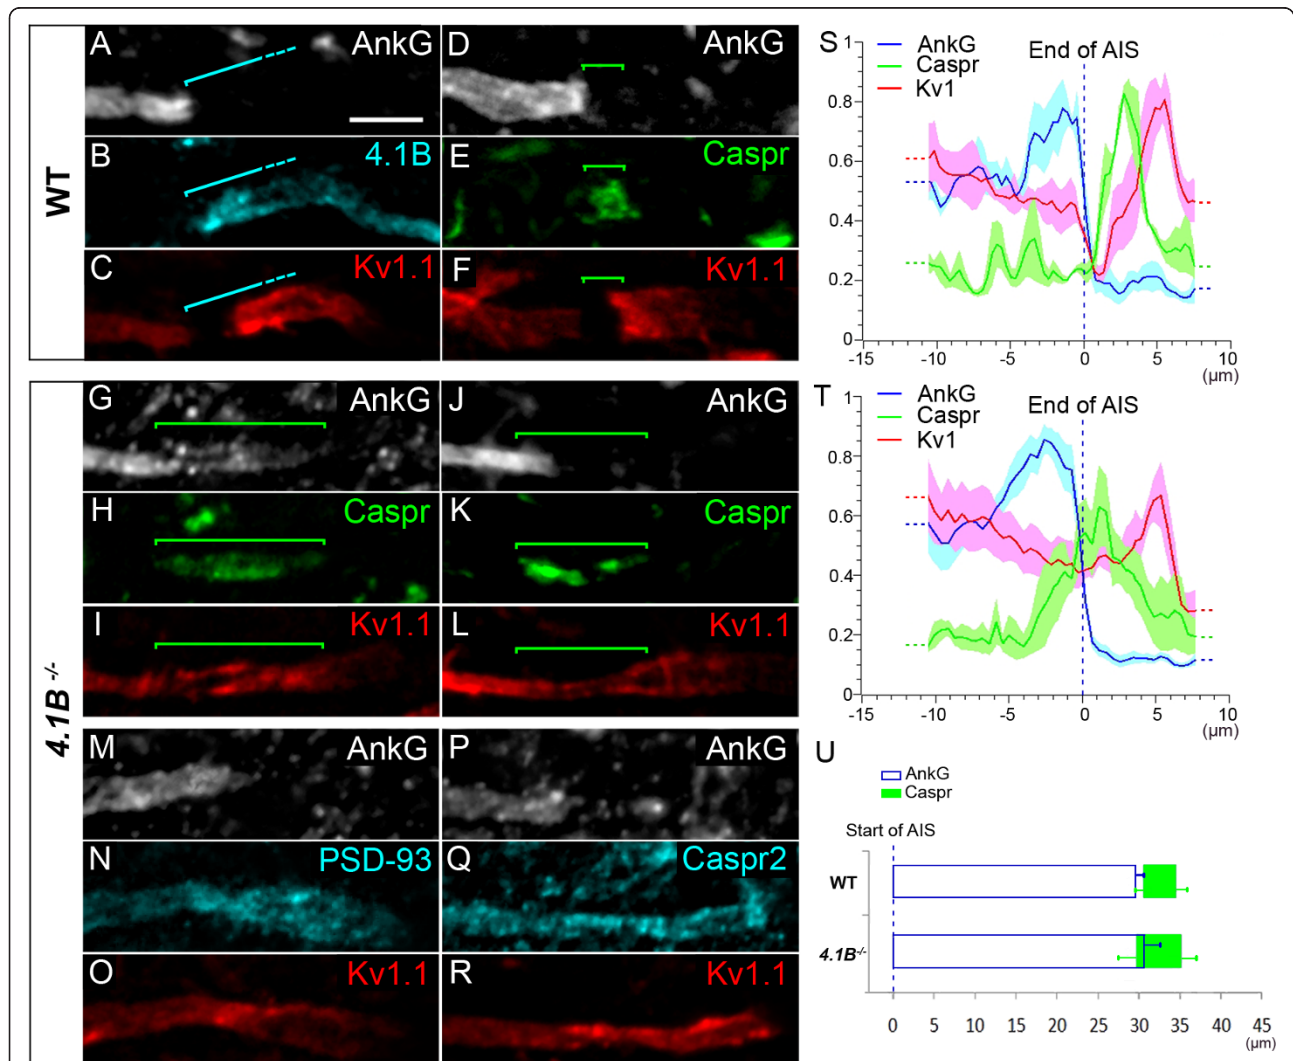 WT
A AnkG
B 4.1B
C Kv1.1
D AnkG
E Caspr
F Kv1.1
4.1B -/-
G AnkG
H Caspr
I Kv1.1
J AnkG
K Caspr
L Kv1.1
M AnkG
N PSD-93
O Kv1.1
P AnkG
Q Caspr2
R Kv1.1
S
AnkG
Caspr
Kv1
End of AIS
1
0.8
0.6
0.4
0.2
0
-15 -10 -5 0 5 10
(µm)
T
AnkG
Caspr
Kv1
End of AIS
1
0.8
0.6
0.4
0.2
0
-15 -10 -5 0 5 10
(µm)
U
AnkG
Caspr
Start of AIS
WT
4.1B-/-
0 5 10 15 20 25 30 35 40 45
(µm)